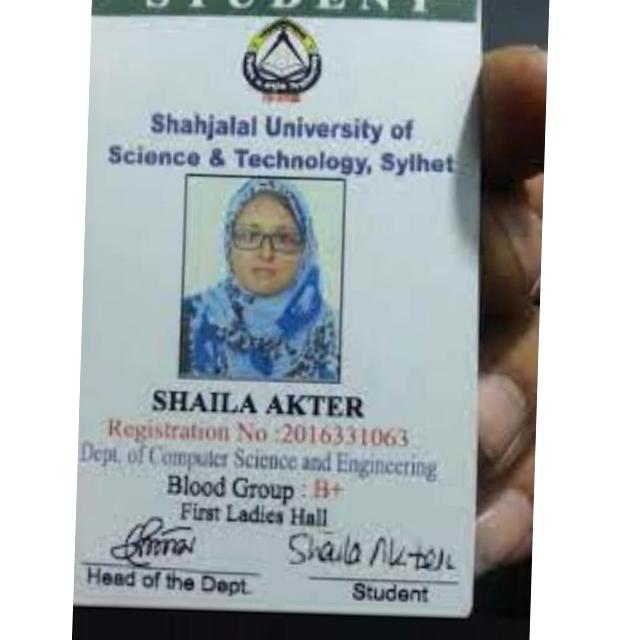 STUDENT
Shahjalal University of
Science & Technology, Sylhet
SHAILA AKTER
Registration No :2016331063
Dept. of Computer Science and Engineering
Blood Group : B+
First Ladies Hall
Shaila Akter
Head of the Dept.
Student